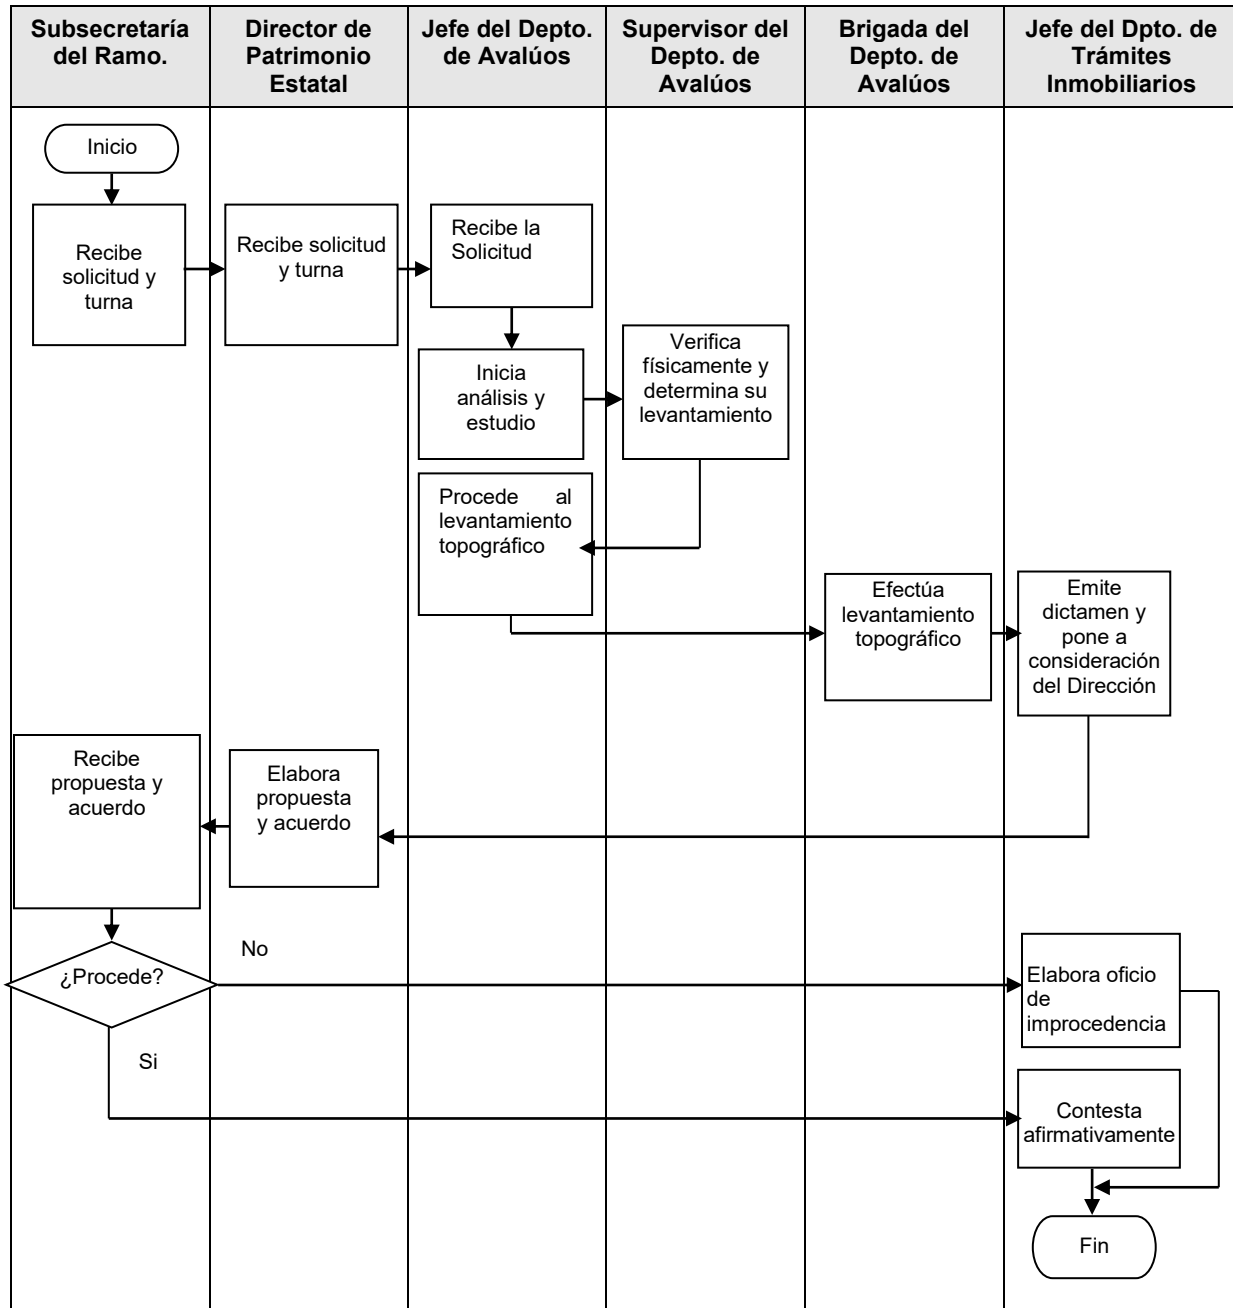 Subsecretaría
del Ramo.
Director de
Patrimonio
Estatal
Jefe del Depto.
de Avalúos
Supervisor del
Depto. de
Avalúos
Brigada del
Depto. de
Avalúos
Jefe del Dpto. de
Trámites
Inmobiliarios
Inicio
Recibe
solicitud y
turna
Recibe solicitud
y turna
Recibe la
Solicitud
Inicia
análisis y
estudio
Verifica
físicamente y
determina su
levantamiento
Procede al
levantamiento
topográfico
Efectúa
levantamiento
topográfico
Emite
dictamen y
pone a
consideración
del Dirección
Elabora
propuesta
y acuerdo
Recibe
propuesta y
acuerdo
¿Procede?
No
Elabora oficio
de
improcedencia
Si
Contesta
afirmativamente
Fin